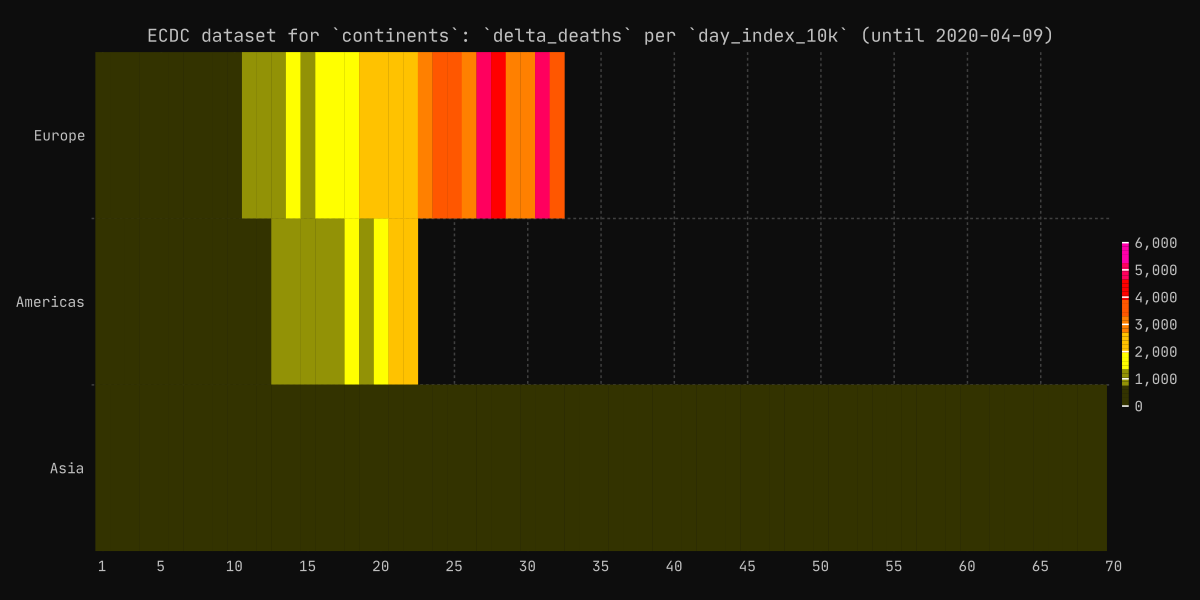 ECDC dataset for `continents`: `delta_deaths` per `day_index_10k` (until 2020-04-09)
Europe
Americas
Asia
6,000
5,000
4,000
3,000
2,000
1,000
0
1 5 10 15 20 25 30 35 40 45 50 55 60 65 70